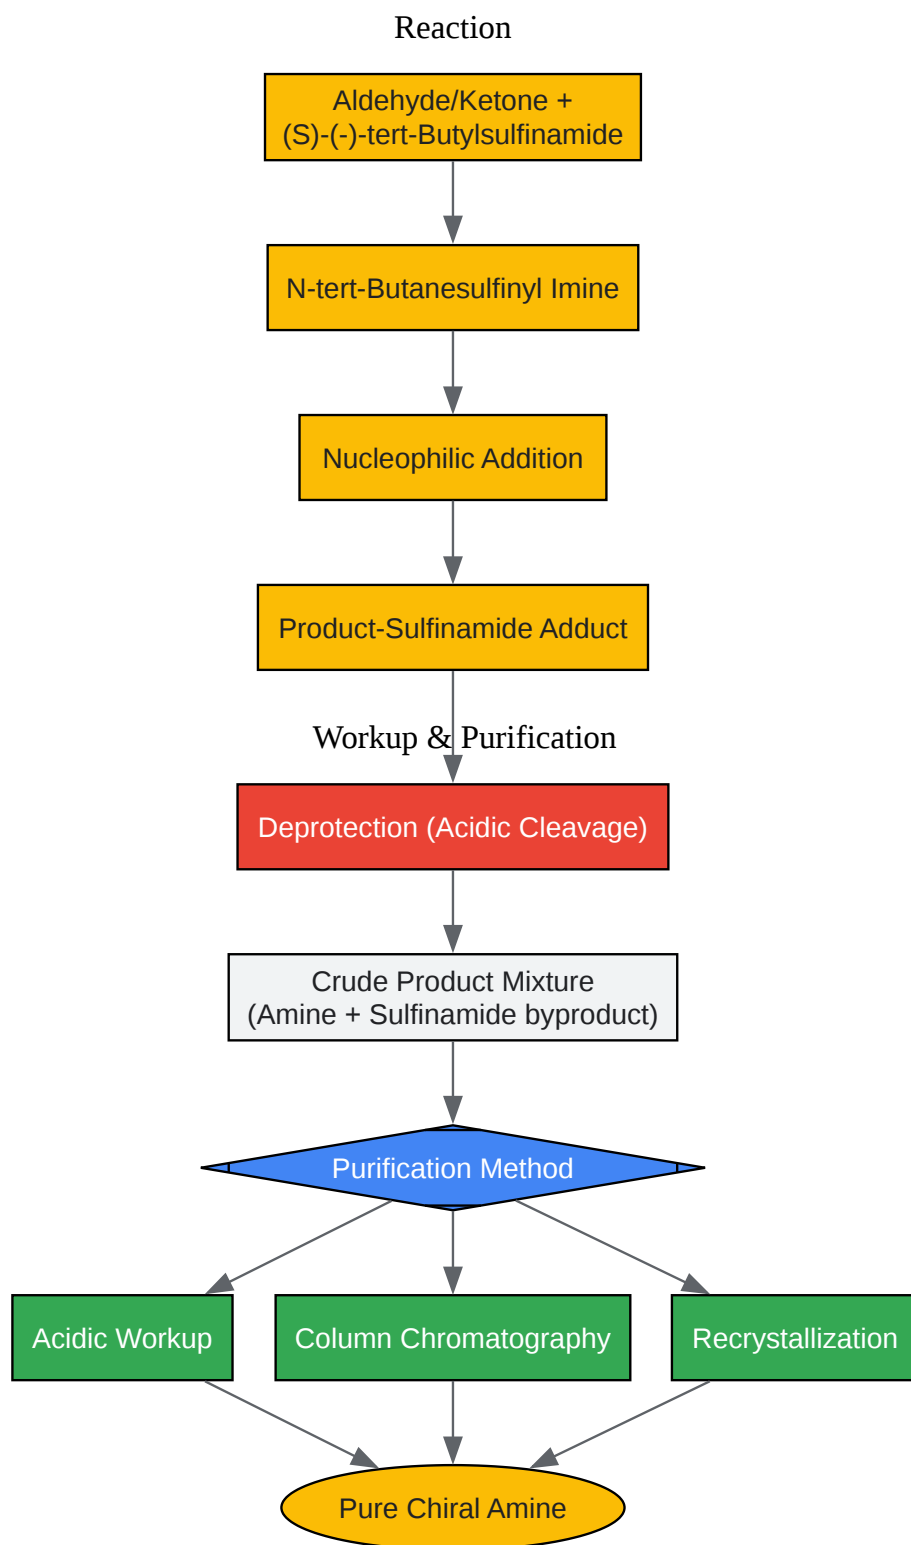 Reaction
Aldehyde/Ketone +
(S)-(-)-tert-Butylsulfinamide
N-tert-Butanesulfinyl Imine
Nucleophilic Addition
Product-Sulfinamide Adduct
Workup & Purification
Deprotection (Acidic Cleavage)
Crude Product Mixture
(Amine + Sulfinamide byproduct)
Purification Method
Acidic Workup
Column Chromatography
Recrystallization
Pure Chiral Amine